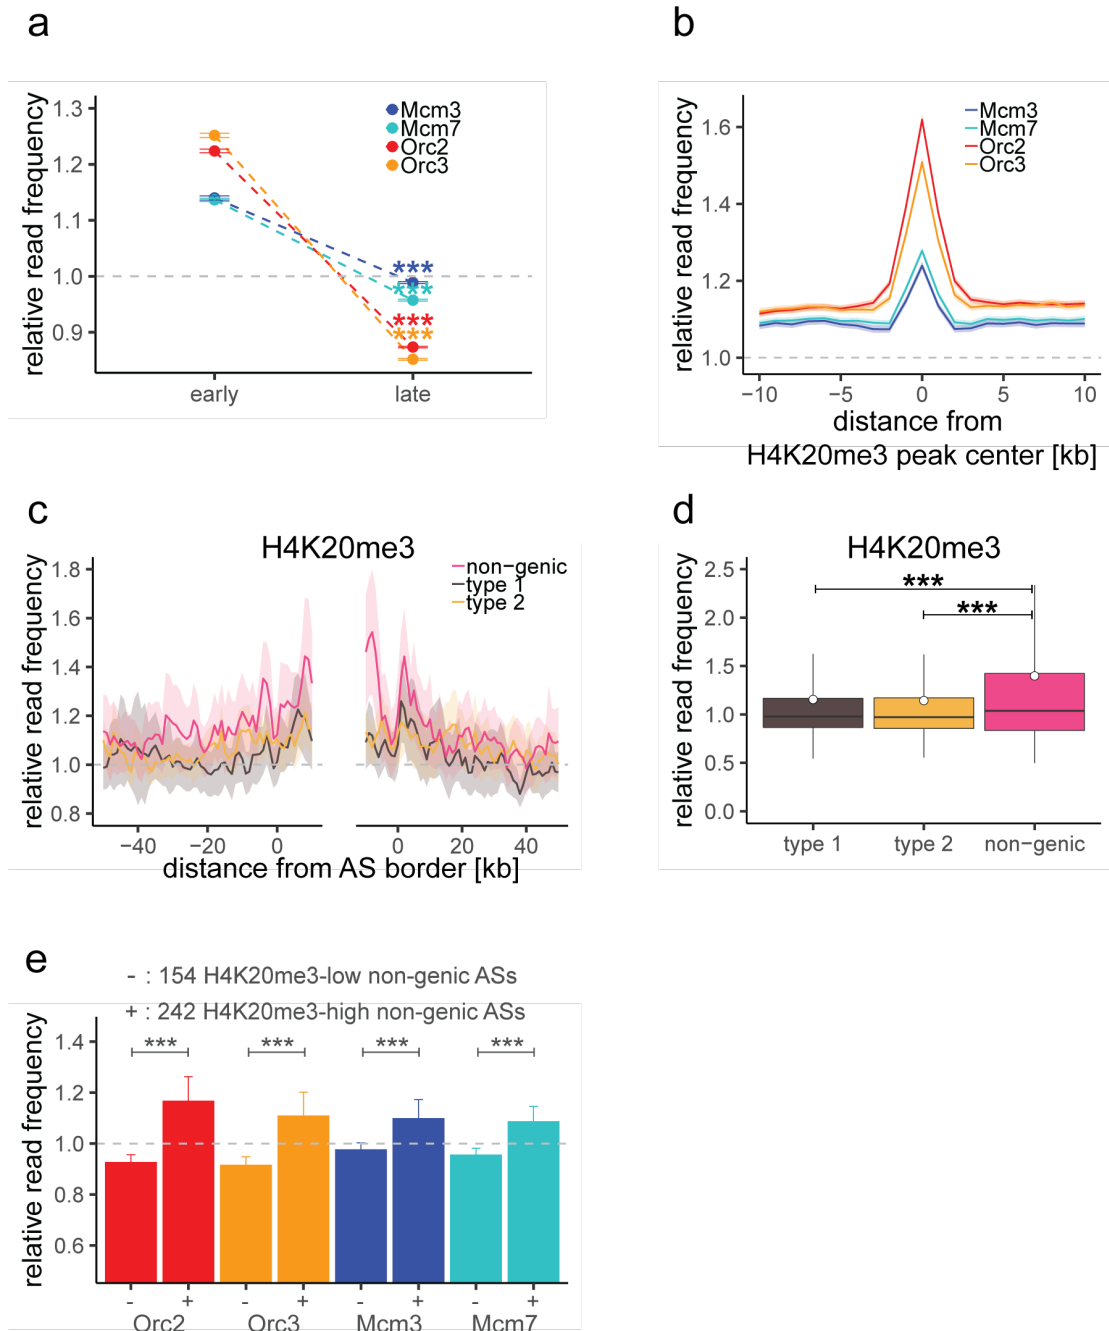 a
relative read frequency
1.3
1.2
1.1
1.0
0.9
Mcm3
Mcm7
Orc2
Orc3
***
***
***
***
early
late
b
relative read frequency
1.6
1.4
1.2
1.0
Mcm3
Mcm7
Orc2
Orc3
−10
−5
0
5
10
distance from
H4K20me3 peak center [kb]
c
H4K20me3
relative read frequency
1.8
1.6
1.4
1.2
1.0
0.8
non-genic
type 1
type 2
−40
−20
0
0
20
40
distance from AS border [kb]
d
H4K20me3
relative read frequency
2.5
2.0
1.5
1.0
0.5
0.0
***
***
type 1
type 2
non−genic
e
- : 154 H4K20me3-low non-genic ASs
+ : 242 H4K20me3-high non-genic ASs
relative read frequency
1.4
1.2
1.0
0.8
0.6
*** *** *** ***
- + - + - + - +
Orc2 Orc3 Mcm3 Mcm7